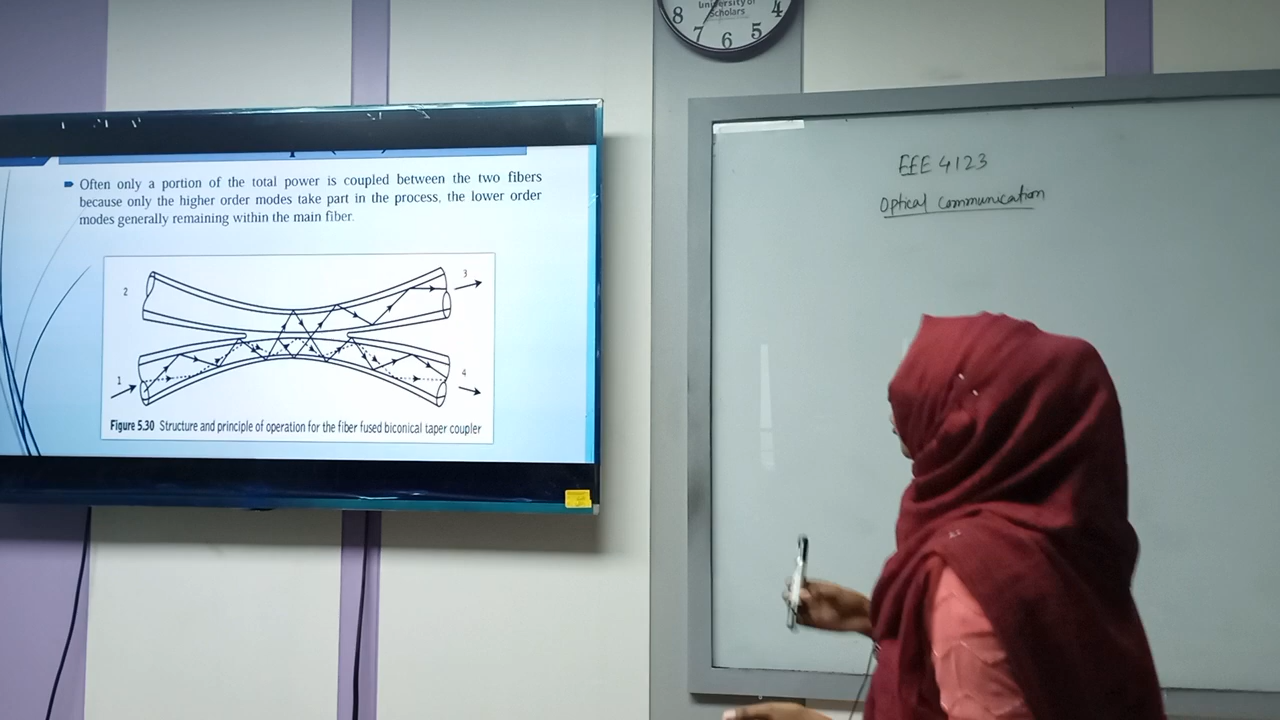 University of
Scholars
8
7
6
5
4
Often only a portion of the total power is coupled between the two fibers
because only the higher order modes take part in the process, the lower order
modes generally remaining within the main fiber.
2
3
1
4
Figure 5.30 Structure and principle of operation for the fiber fused biconical taper coupler
EEE 4123
Optical Communication